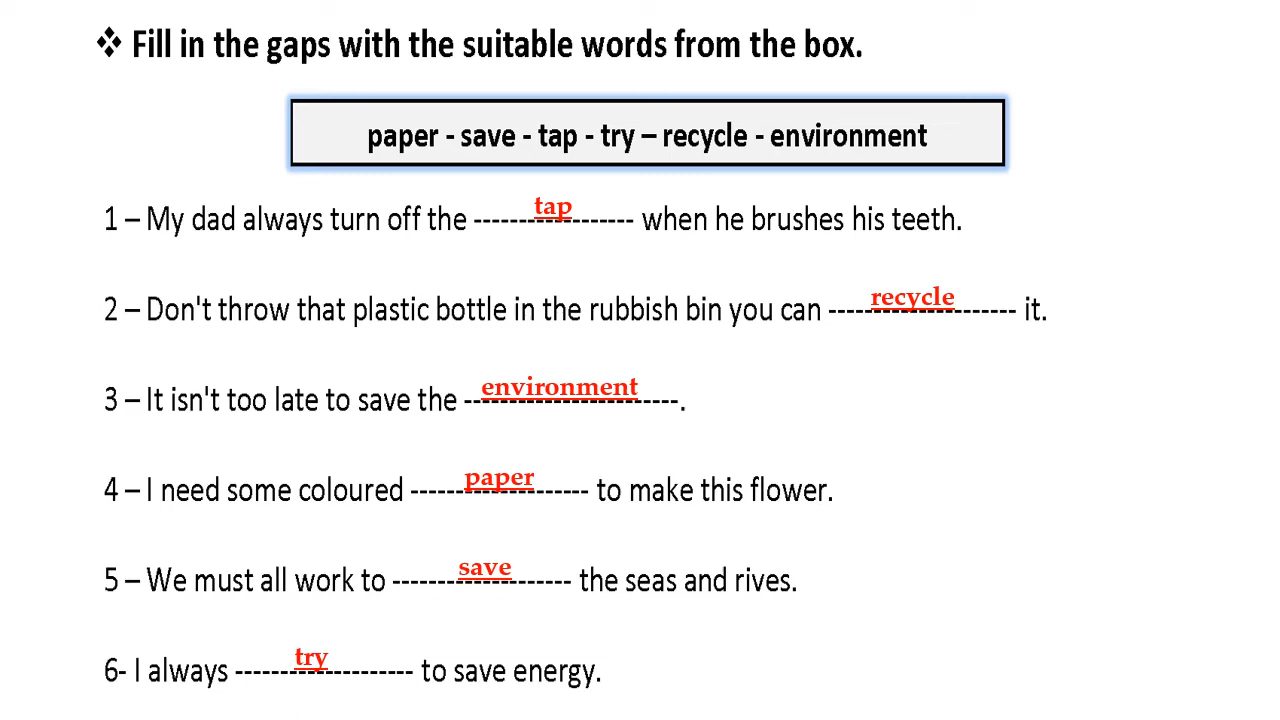 ❖ Fill in the gaps with the suitable words from the box.
paper - save - tap - try – recycle - environment
1 – My dad always turn off the ------- tap ------- when he brushes his teeth.
2 – Don't throw that plastic bottle in the rubbish bin you can ------- recycle ------- it.
3 – It isn't too late to save the ------- environment -------.
4 – I need some coloured ------- paper ------- to make this flower.
5 – We must all work to ------- save ------- the seas and rives.
6- I always ------- try ------- to save energy.